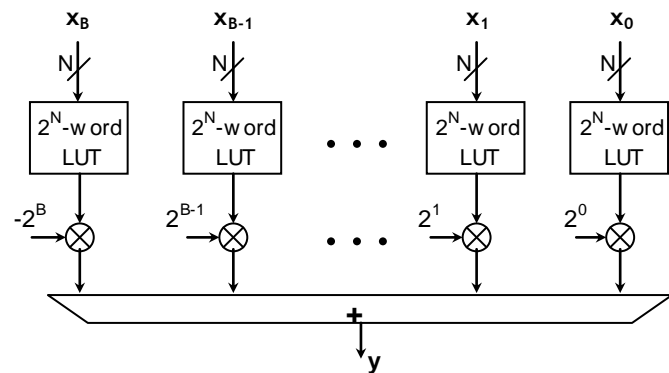 x_B x_{B-1} x_1 x_0
N N N N
2^N-word 2^N-word 2^N-word 2^N-word
LUT LUT • • • LUT LUT
-2^B 2^{B-1} • • • 2^1 2^0
+
y